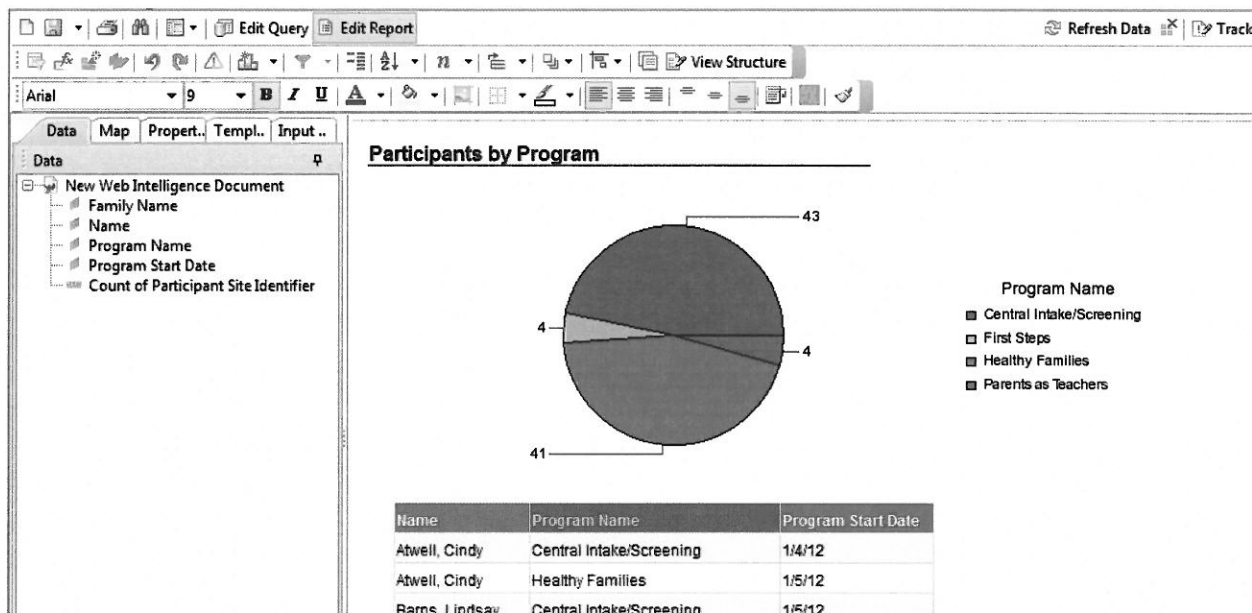 Edit Query Edit Report Refresh Data Track
View Structure
Arial 9 B I U A
Data Map Propert.. Templ.. Input ..
Data
New Web Intelligence Document
Family Name
Name
Program Name
Program Start Date
Count of Participant Site Identifier
Participants by Program
43
4
4
41
Program Name
Central Intake/Screening
First Steps
Healthy Families
Parents as Teachers
Name Program Name Program Start Date
Atwell, Cindy Central Intake/Screening 1/4/12
Atwell, Cindy Healthy Families 1/5/12
Barns, Lindsay Central Intake/Screening 1/5/12